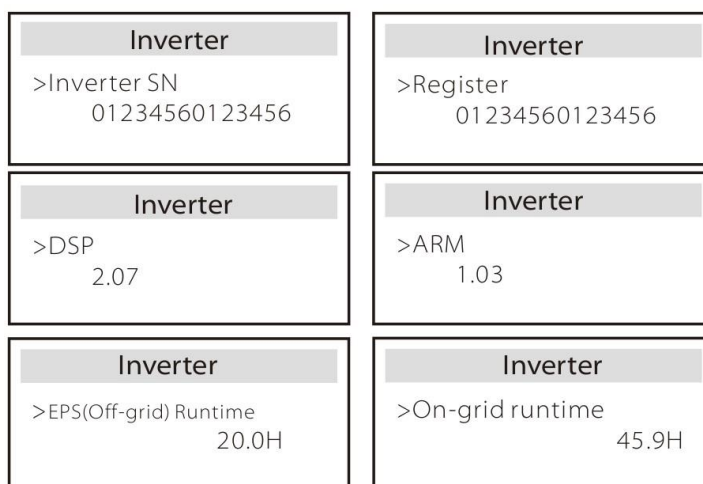 Inverter
>Inverter SN
01234560123456
Inverter
>Register
01234560123456
Inverter
>DSP
2.07
Inverter
>ARM
1.03
Inverter
>EPS(Off-grid) Runtime
20.0H
Inverter
>On-grid runtime
45.9H